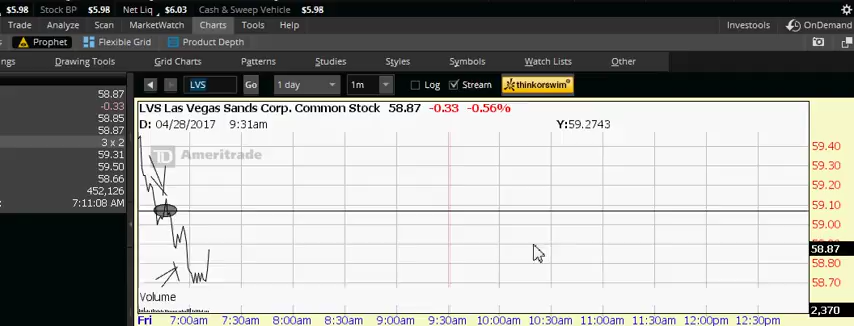 $5.98 Stock BP $5.98 Net Liq $6.03 Cash & Sweep Vehicle $5.98
Trade Analyze Scan MarketWatch Charts Tools Help Investools OnDemand
Prophet Flexible Grid Product Depth
ngs Drawing Tools Grid Charts Patterns Studies Styles Symbols Watch Lists Other
LVS Go 1 day 1m Log Stream thinkorswim
58.87
-0.33
58.85
58.87
3 x 2
59.31
59.50
58.66
452,126
7:11:08 AM
LVS Las Vegas Sands Corp. Common Stock 58.87 -0.33 -0.56%
D: 04/28/2017 9:31am Y:59.2743
TD Ameritrade
59.40
59.30
59.20
59.10
59.00
58.87
58.80
58.70
Volume
2,370
Fri 7:00am 7:30am 8:00am 8:30am 9:00am 9:30am 10:00am 10:30am 11:00am 11:30am 12:00pm 12:30pm